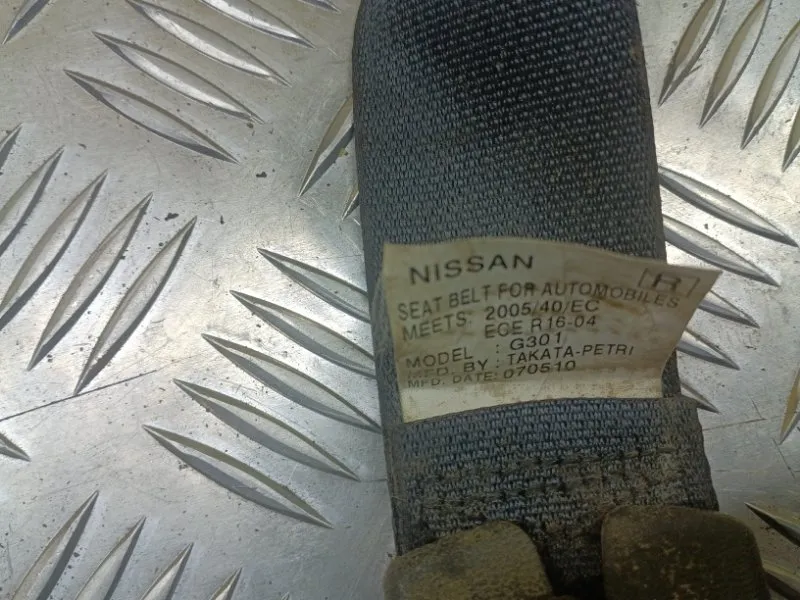 NISSAN
R
SEAT BELT FOR AUTOMOBILES
MEETS 2005/40/EC
ECE R16-04
MODEL : G301
MFD. BY : TAKATA-PETRI
MFD. DATE: 070510